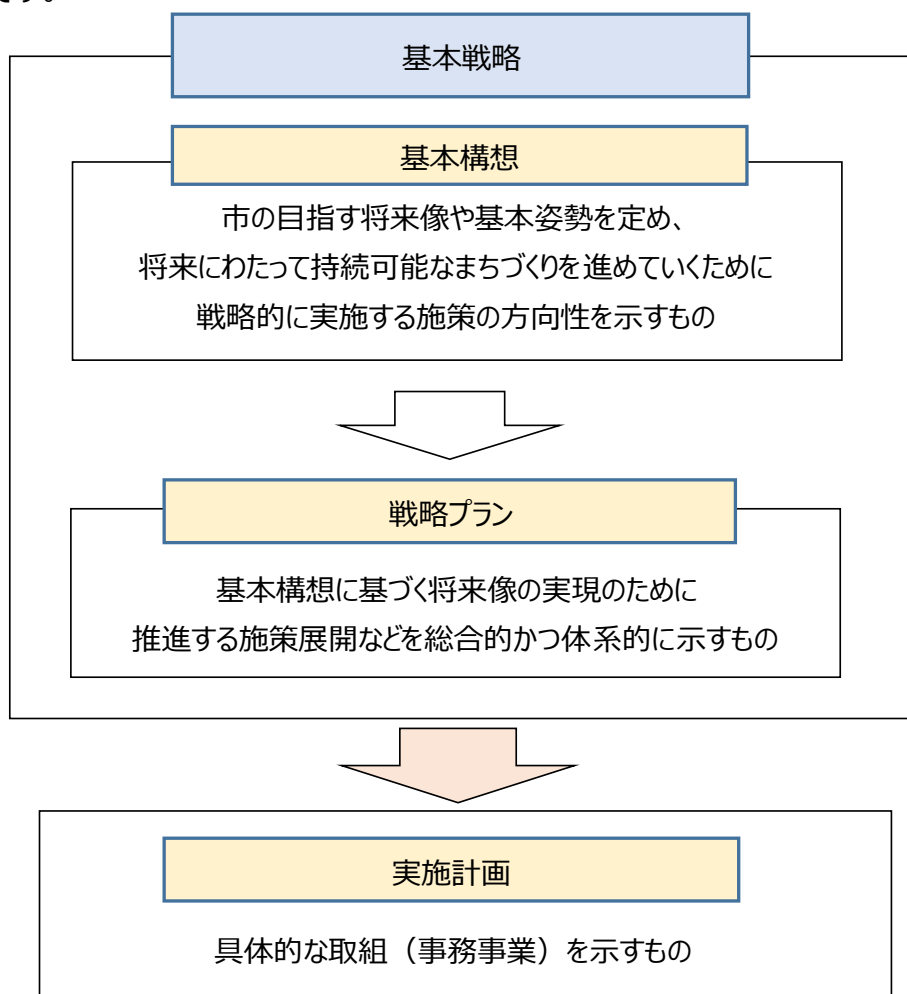 です。
基本戦略
基本構想
市の目指す将来像や基本姿勢を定め、
将来にわたって持続可能なまちづくりを進めていくために
戦略的に実施する施策の方向性を示すもの
戦略プラン
基本構想に基づく将来像の実現のために
推進する施策展開などを総合的かつ体系的に示すもの
実施計画
具体的な取組（事務事業）を示すもの